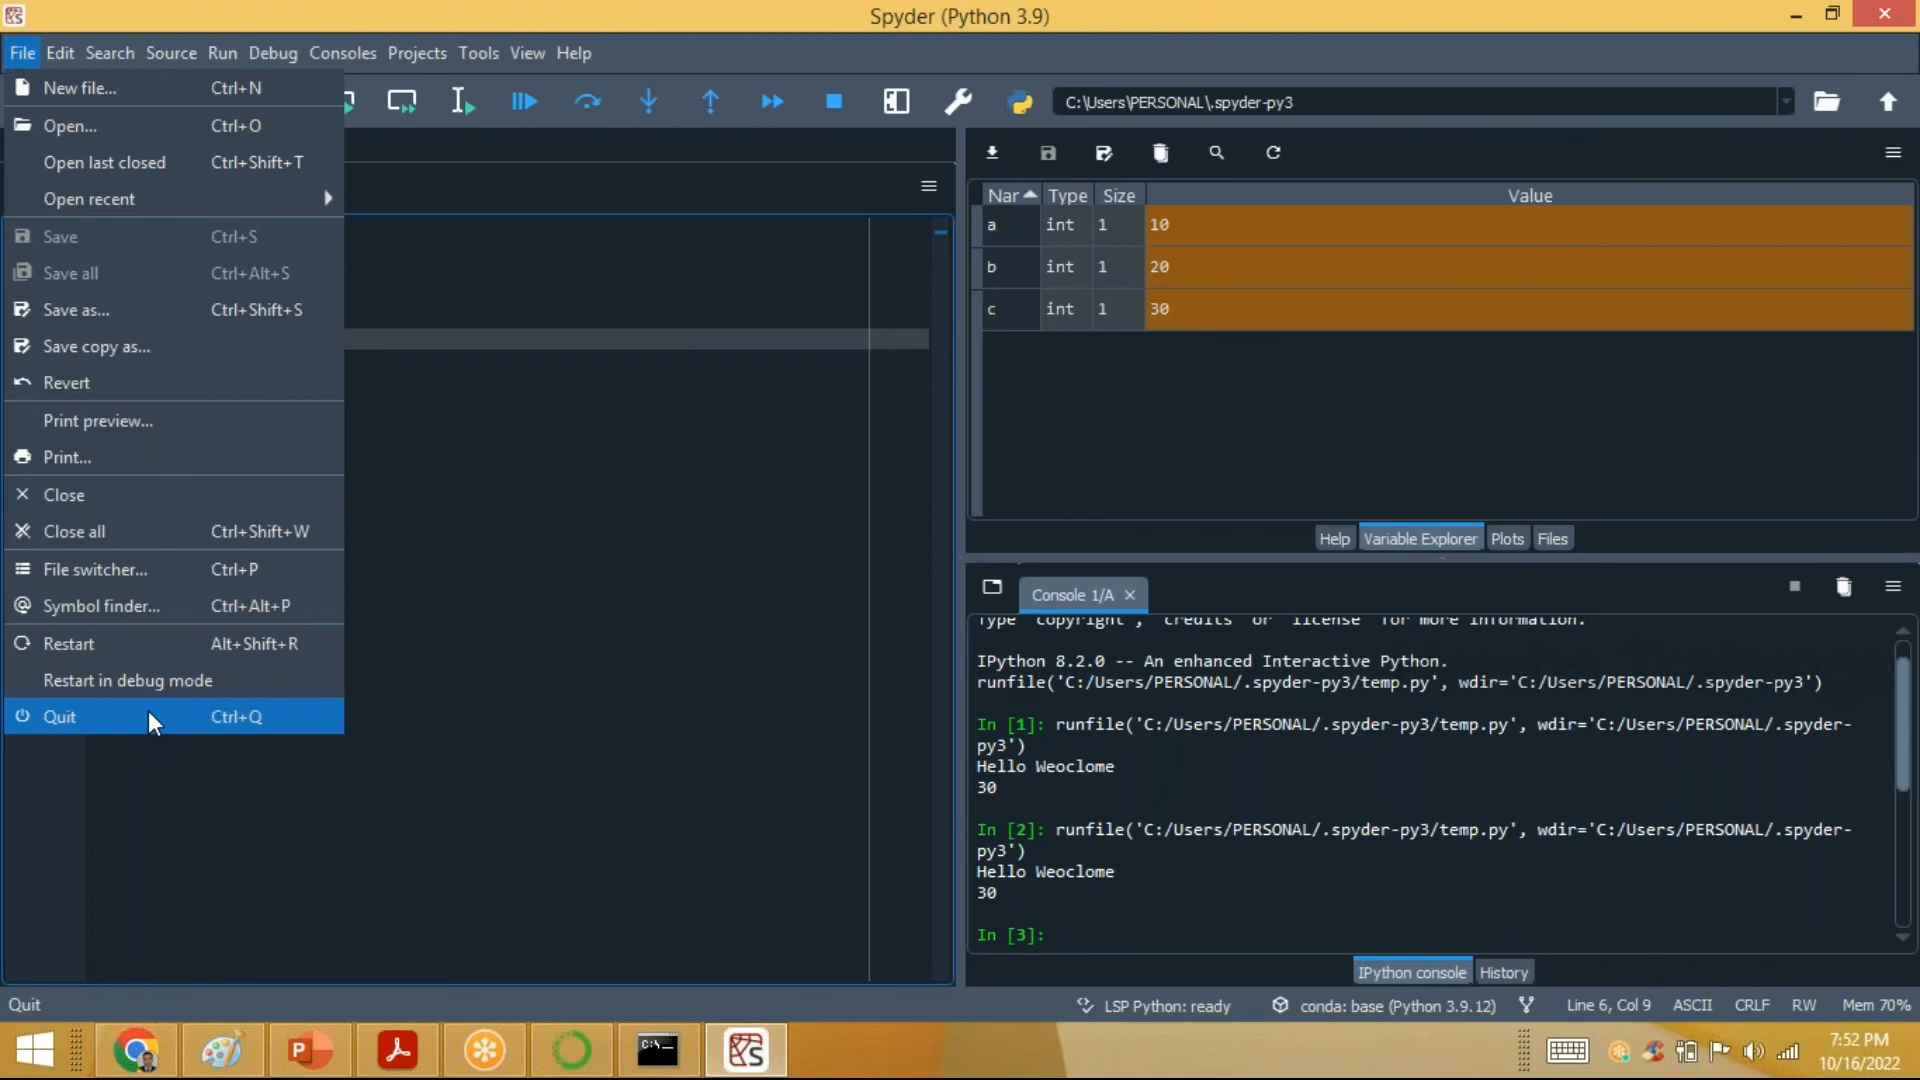 Spyder (Python 3.9)
File Edit Search Source Run Debug Consoles Projects Tools View Help
New file... Ctrl+N
Open... Ctrl+O
Open last closed Ctrl+Shift+T
Open recent
Save Ctrl+S
Save all Ctrl+Alt+S
Save as... Ctrl+Shift+S
Save copy as...
Revert
Print preview...
Print...
Close
Close all Ctrl+Shift+W
File switcher... Ctrl+P
Symbol finder... Ctrl+Alt+P
Restart Alt+Shift+R
Restart in debug mode
Quit Ctrl+Q
C:\Users\PERSONAL\.spyder-py3
Nar Type Size Value
a int 1 10
b int 1 20
c int 1 30
Help Variable Explorer Plots Files
Console 1/A
Type "copyright", "credits" or "license" for more information.
IPython 8.2.0 -- An enhanced Interactive Python.
runfile('C:/Users/PERSONAL/.spyder-py3/temp.py', wdir='C:/Users/PERSONAL/.spyder-py3')
In [1]: runfile('C:/Users/PERSONAL/.spyder-py3/temp.py', wdir='C:/Users/PERSONAL/.spyder-
py3')
Hello Weoclome
30
In [2]: runfile('C:/Users/PERSONAL/.spyder-py3/temp.py', wdir='C:/Users/PERSONAL/.spyder-
py3')
Hello Weoclome
30
In [3]:
IPython console History
Quit LSP Python: ready conda: base (Python 3.9.12) Line 6, Col 9 ASCII CRLF RW Mem 70%
7:52 PM
10/16/2022